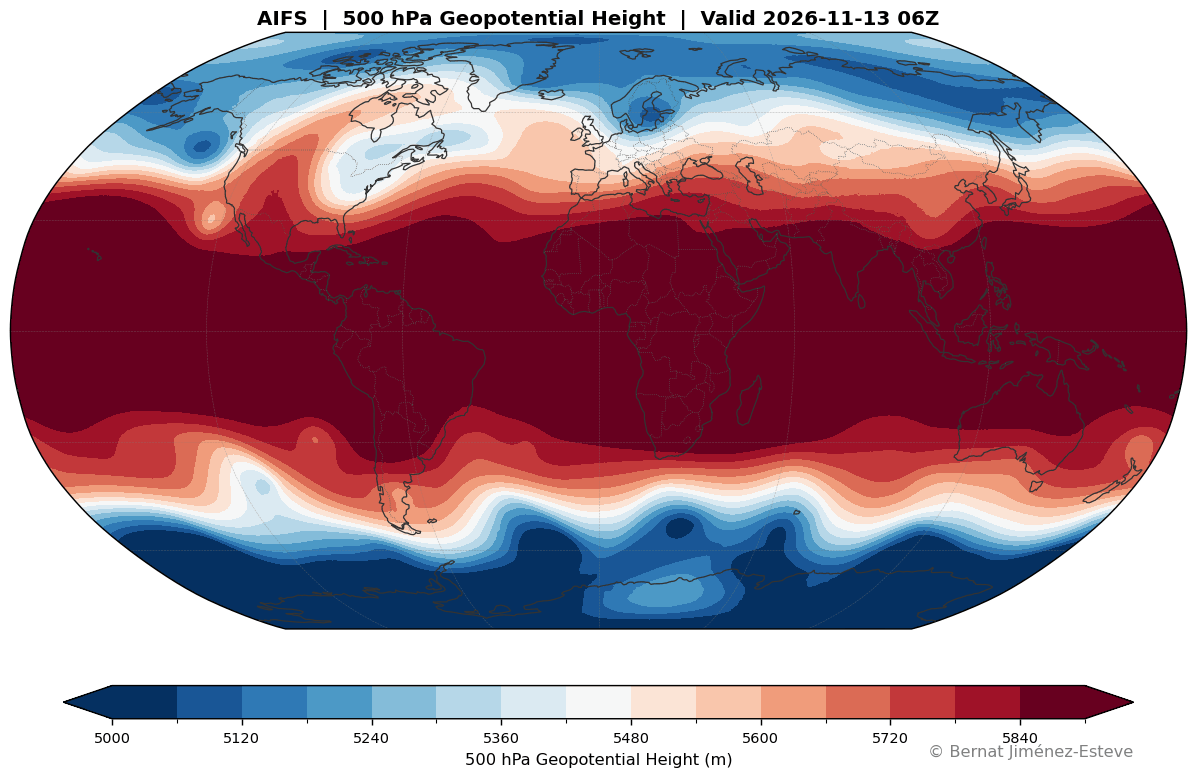 AIFS | 500 hPa Geopotential Height | Valid 2026-11-13 06Z
5000 5120 5240 5360 5480 5600 5720 5840
500 hPa Geopotential Height (m)
© Bernat Jiménez-Esteve